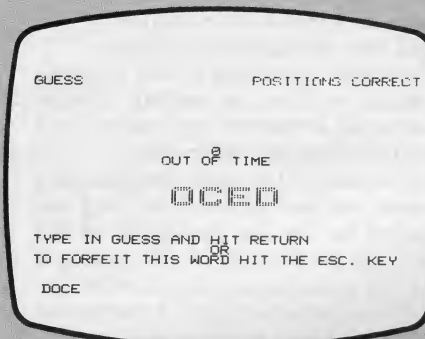 GUESS POSITIONS CORRECT
0
OUT OF TIME
OCED
TYPE IN GUESS AND HIT RETURN
OR
TO FORFEIT THIS WORD HIT THE ESC. KEY
DOCE